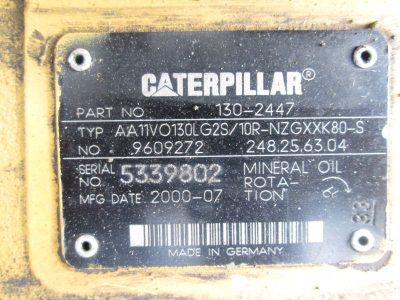 CATERPILLAR®
PART NO 130-2447
TYP AA11VO130LG2S/10R-NZGXXK80-S
NO 9609272 248.25.63.04
SERIAL NO. 5339802 MINERAL OIL
ROTA-TION
MFG DATE: 2000-07
MADE IN GERMANY